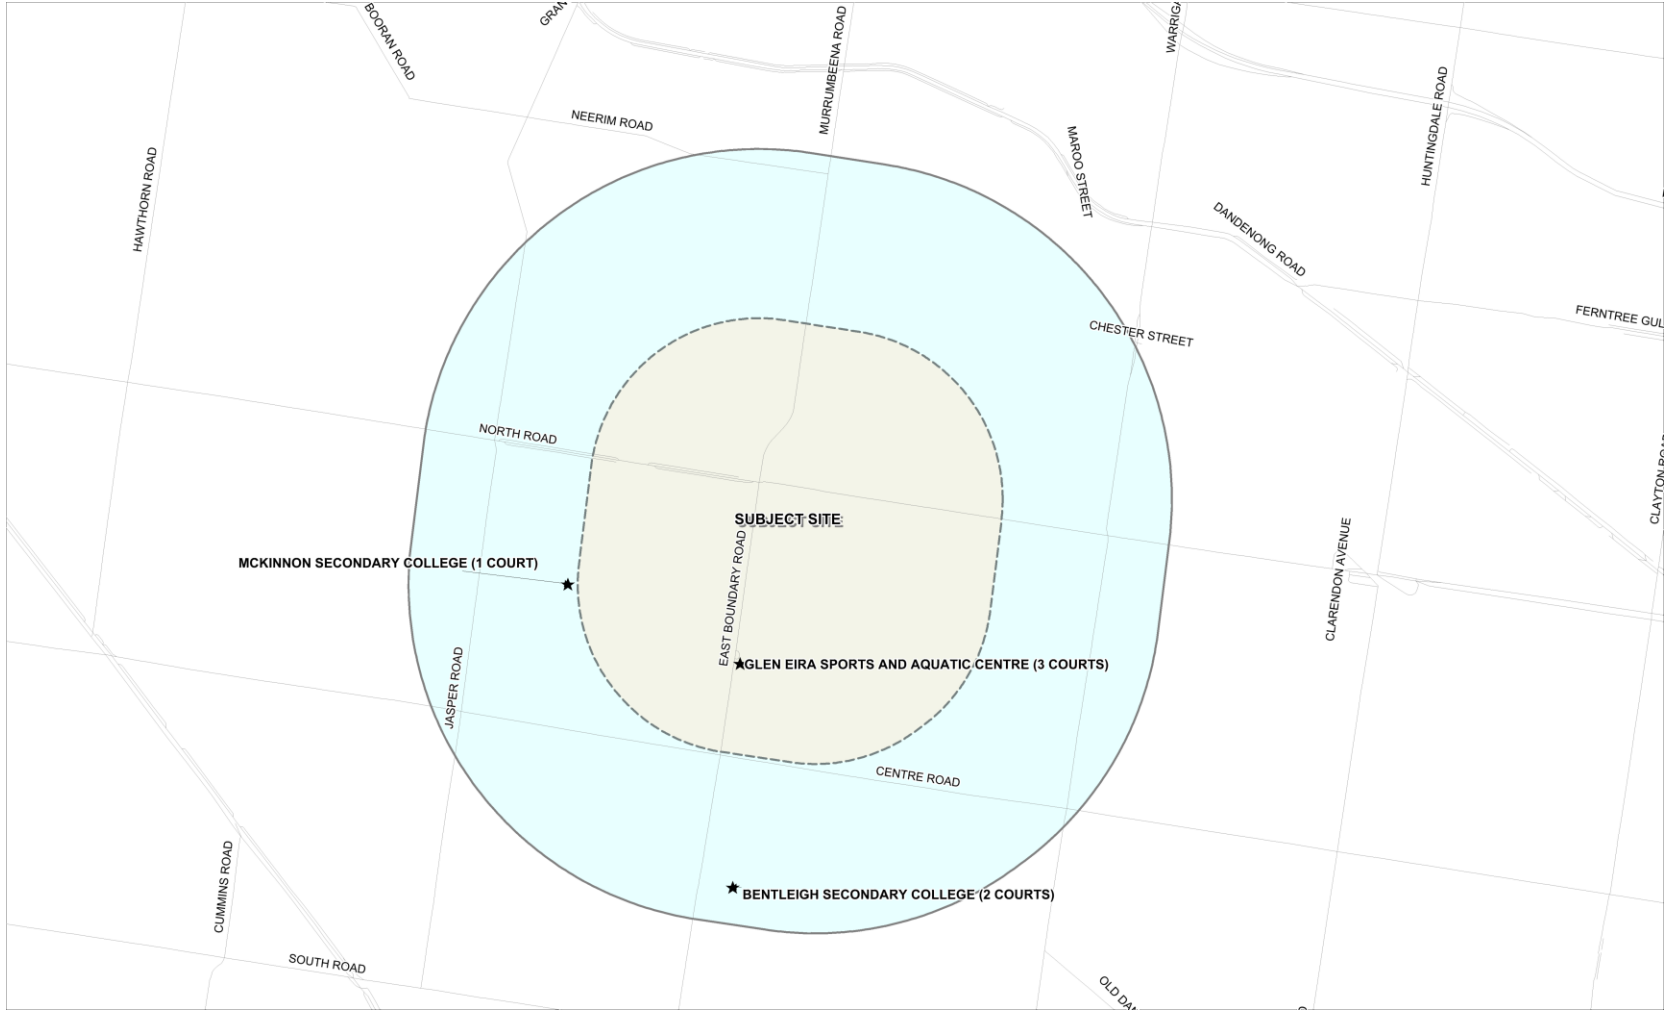 BOORAN ROAD
GRAN
MURRUMBEENA ROAD
WARRIGA
HUNTINGDALE ROAD
NEERIM ROAD
MAROO STREET
HAWTHORN ROAD
DANDENONG ROAD
FERNTREE GUL
CHESTER STREET
NORTH ROAD
CLAYTON ROAD
SUBJECT SITE
EAST BOUNDARY ROAD
CLARENDON AVENUE
MCKINNON SECONDARY COLLEGE (1 COURT)
JASPER ROAD
GLEN EIRA SPORTS AND AQUATIC CENTRE (3 COURTS)
CENTRE ROAD
CUMMINS ROAD
BENTLEIGH SECONDARY COLLEGE (2 COURTS)
SOUTH ROAD
OLD DAN